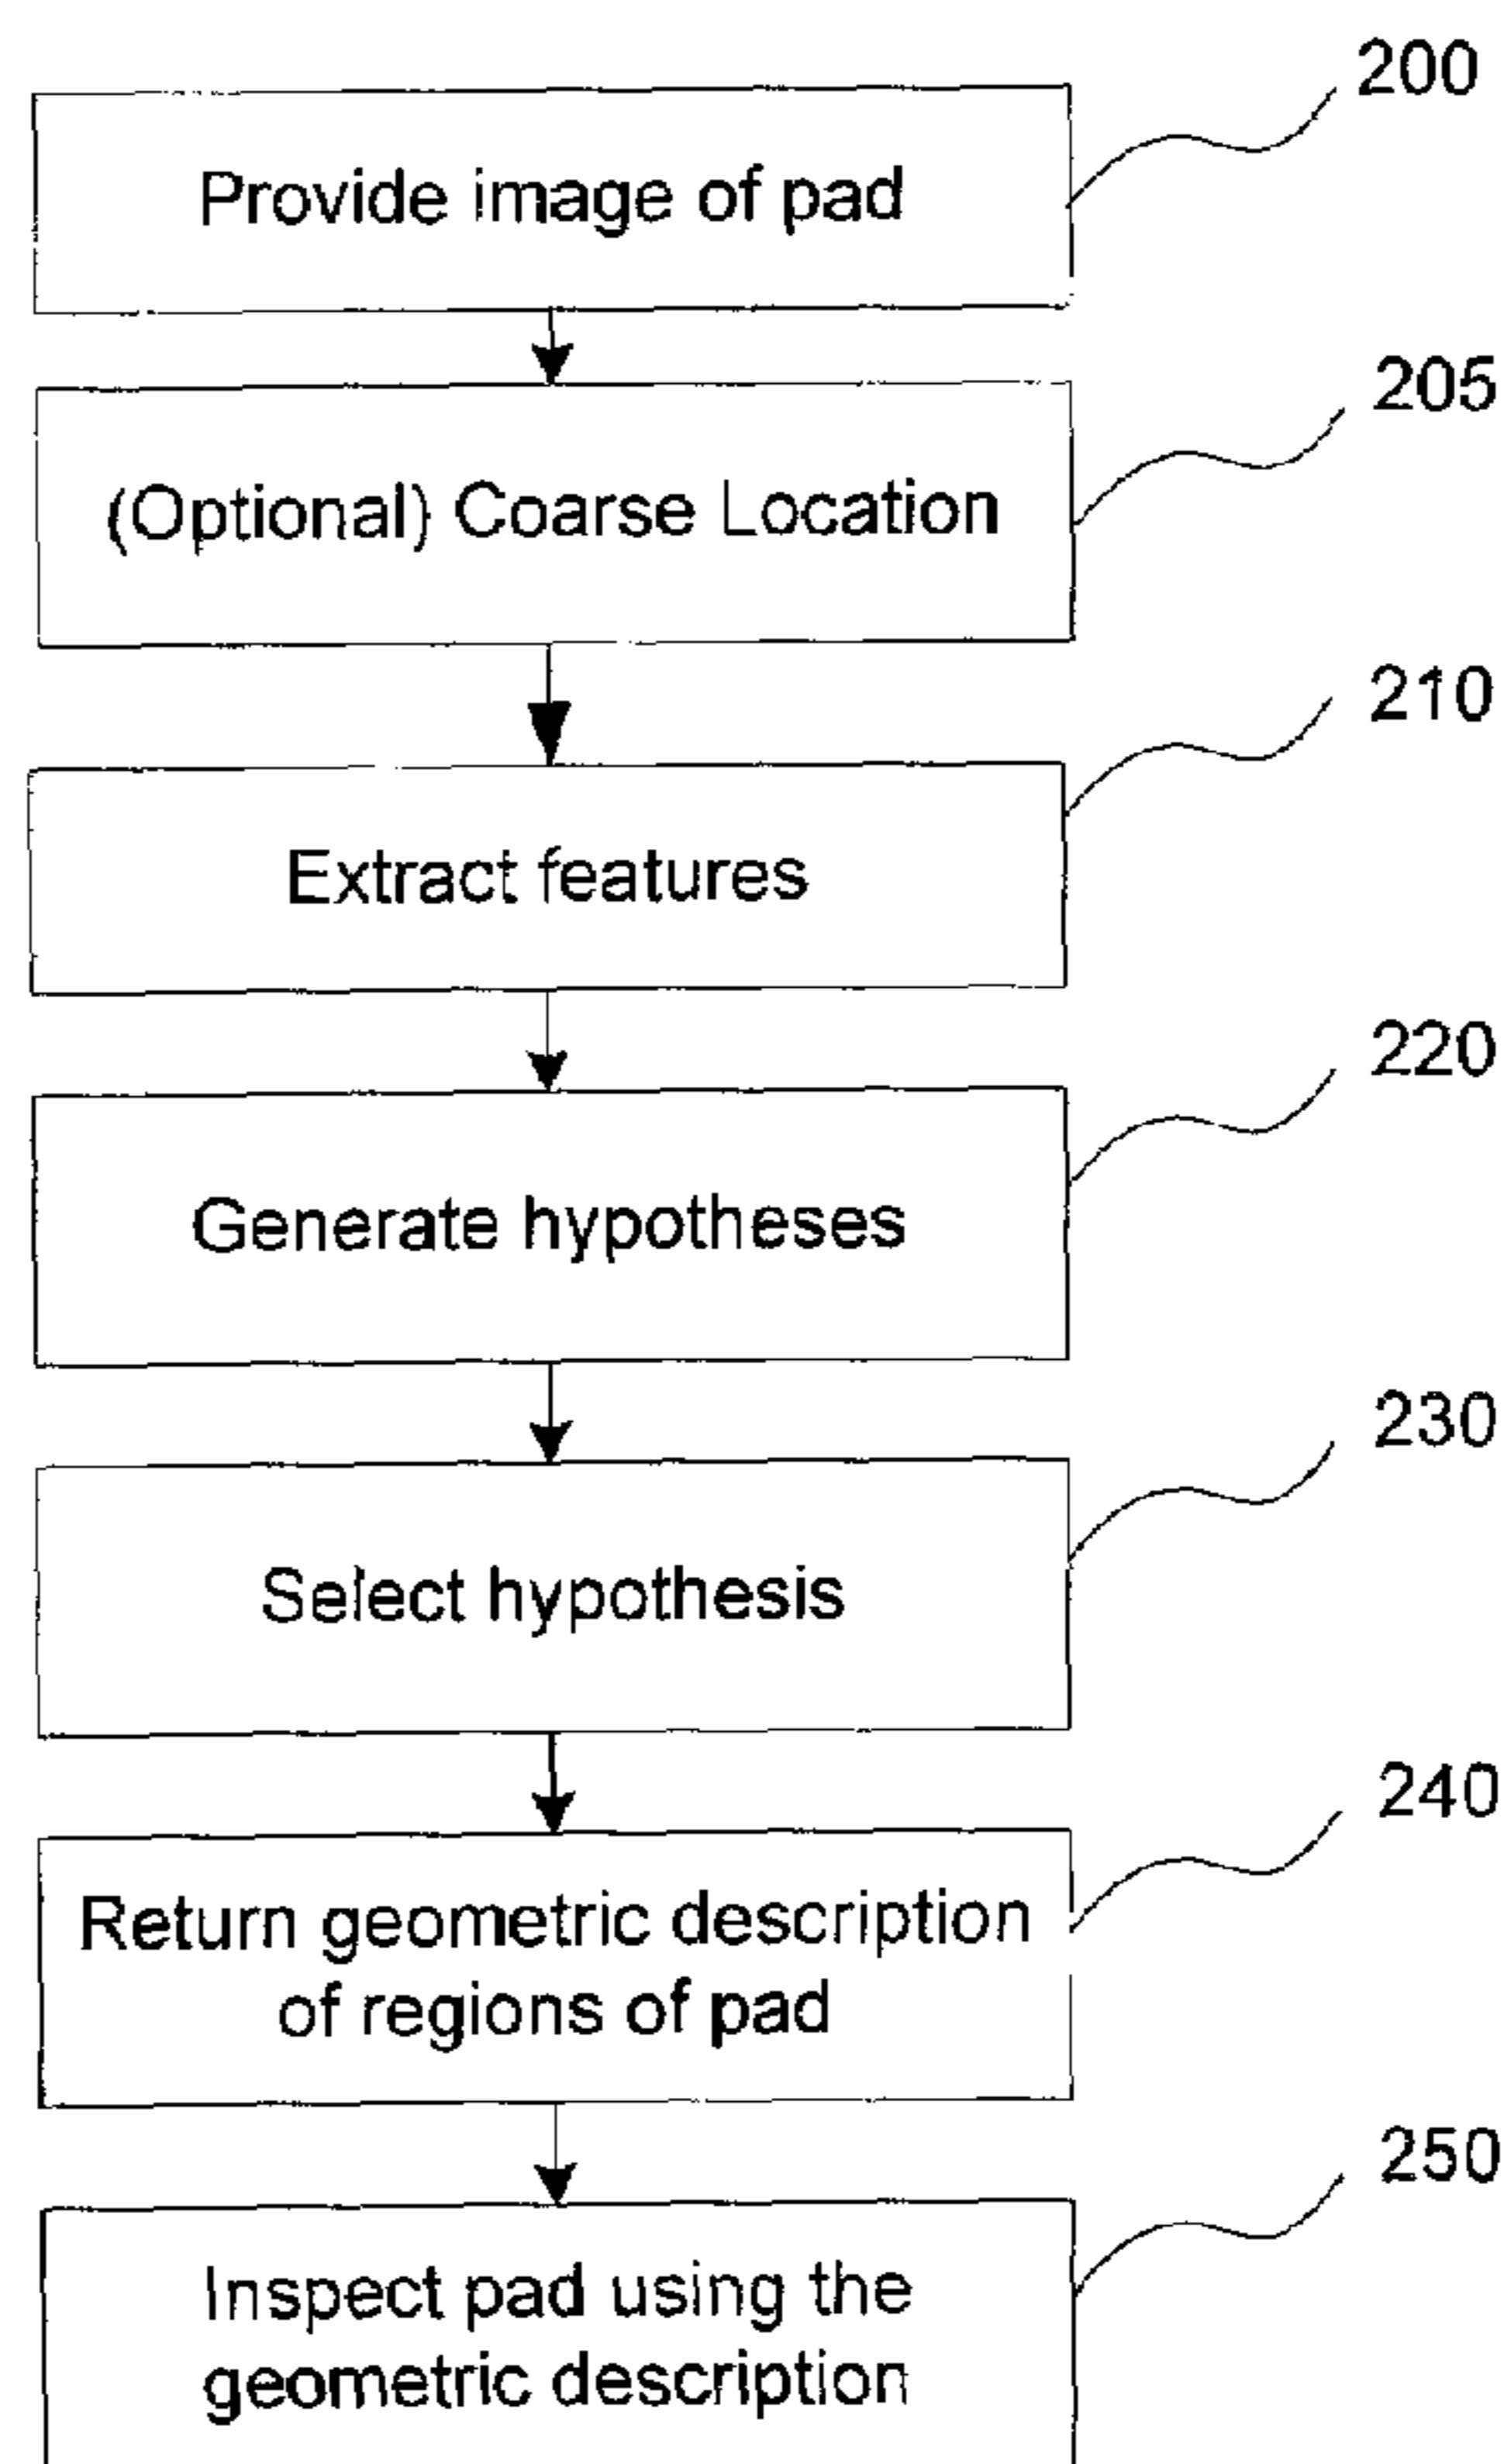 200
Provide image of pad
205
(Optional) Coarse Location
210
Extract features
220
Generate hypotheses
230
Select hypothesis
240
Return geometric description
of regions of pad
250
Inspect pad using the
geometric description